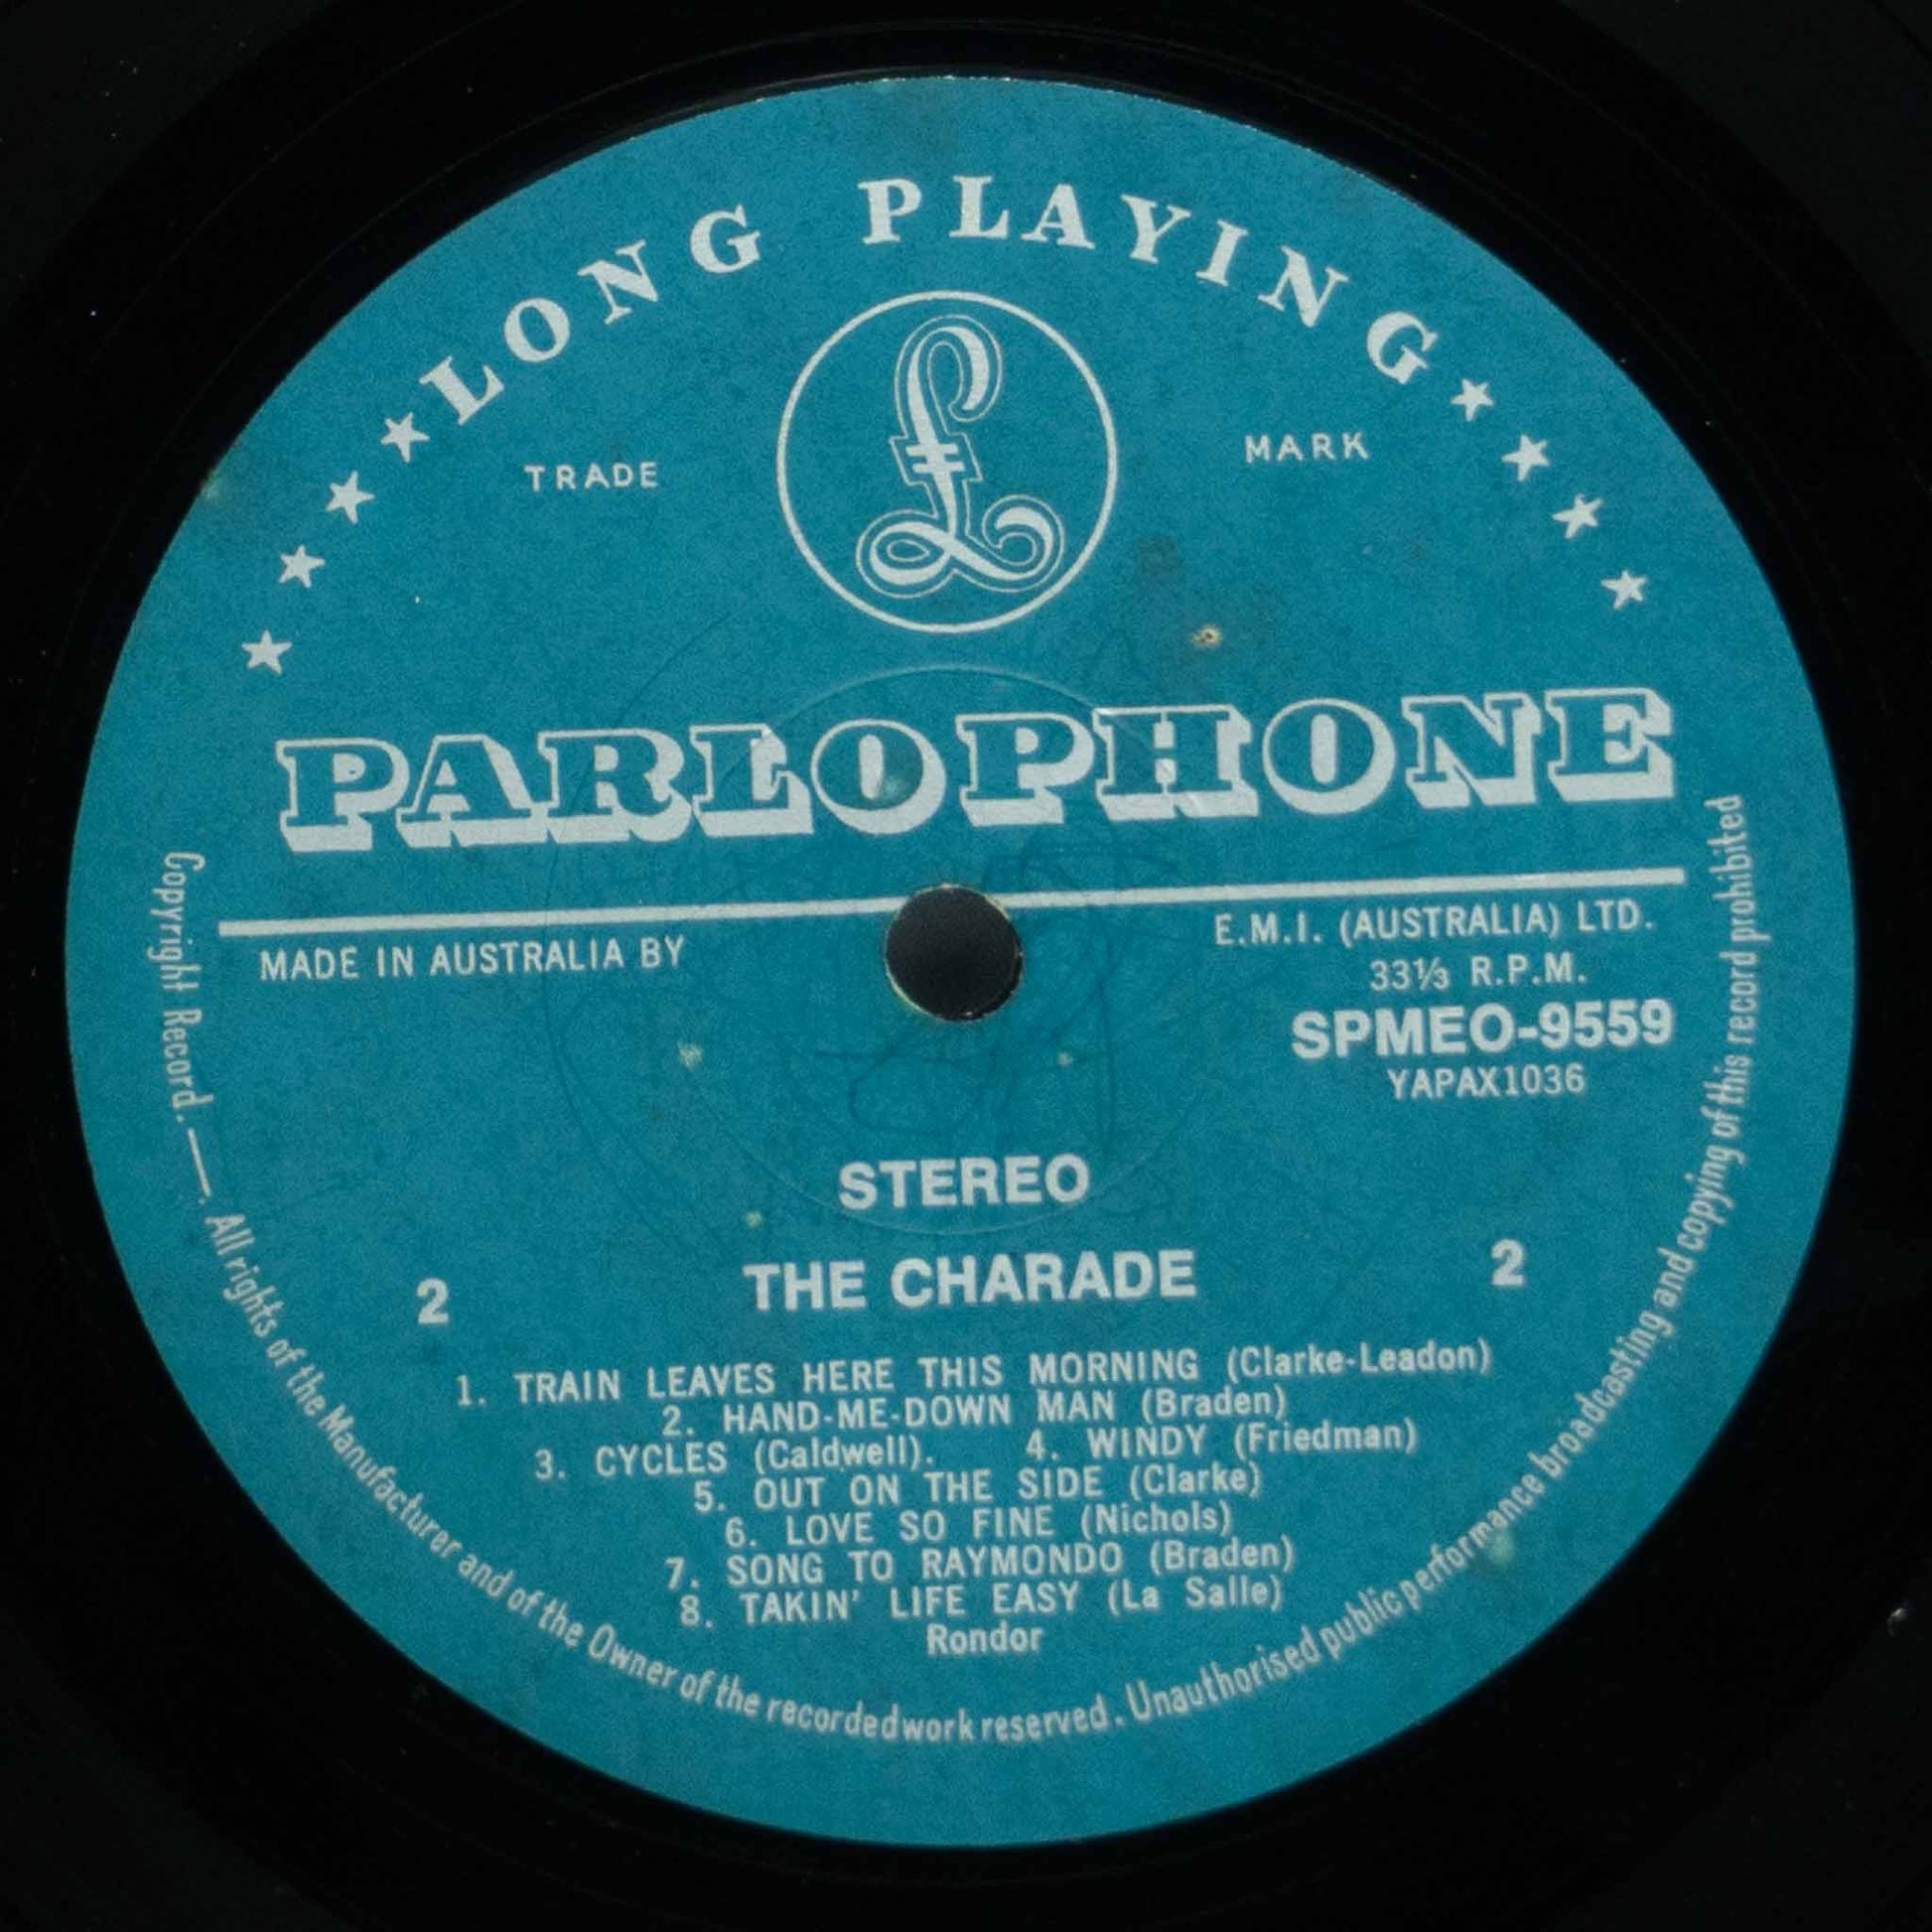 LONG PLAYING
TRADE MARK
£
PARLOPHONE
MADE IN AUSTRALIA BY
E.M.I. (AUSTRALIA) LTD.
33⅓ R.P.M.
SPMEO-9559
YAPAX1036
STEREO
2 THE CHARADE 2
1. TRAIN LEAVES HERE THIS MORNING (Clarke-Leadon)
2. HAND-ME-DOWN MAN (Braden)
3. CYCLES (Caldwell). 4. WINDY (Friedman)
5. OUT ON THE SIDE (Clarke)
6. LOVE SO FINE (Nichols)
7. SONG TO RAYMONDO (Braden)
8. TAKIN' LIFE EASY (La Salle)
Rondor
Copyright Record. — All rights of the Manufacturer and of the Owner of the recorded work reserved. Unauthorised public performance broadcasting and copying of this record prohibited